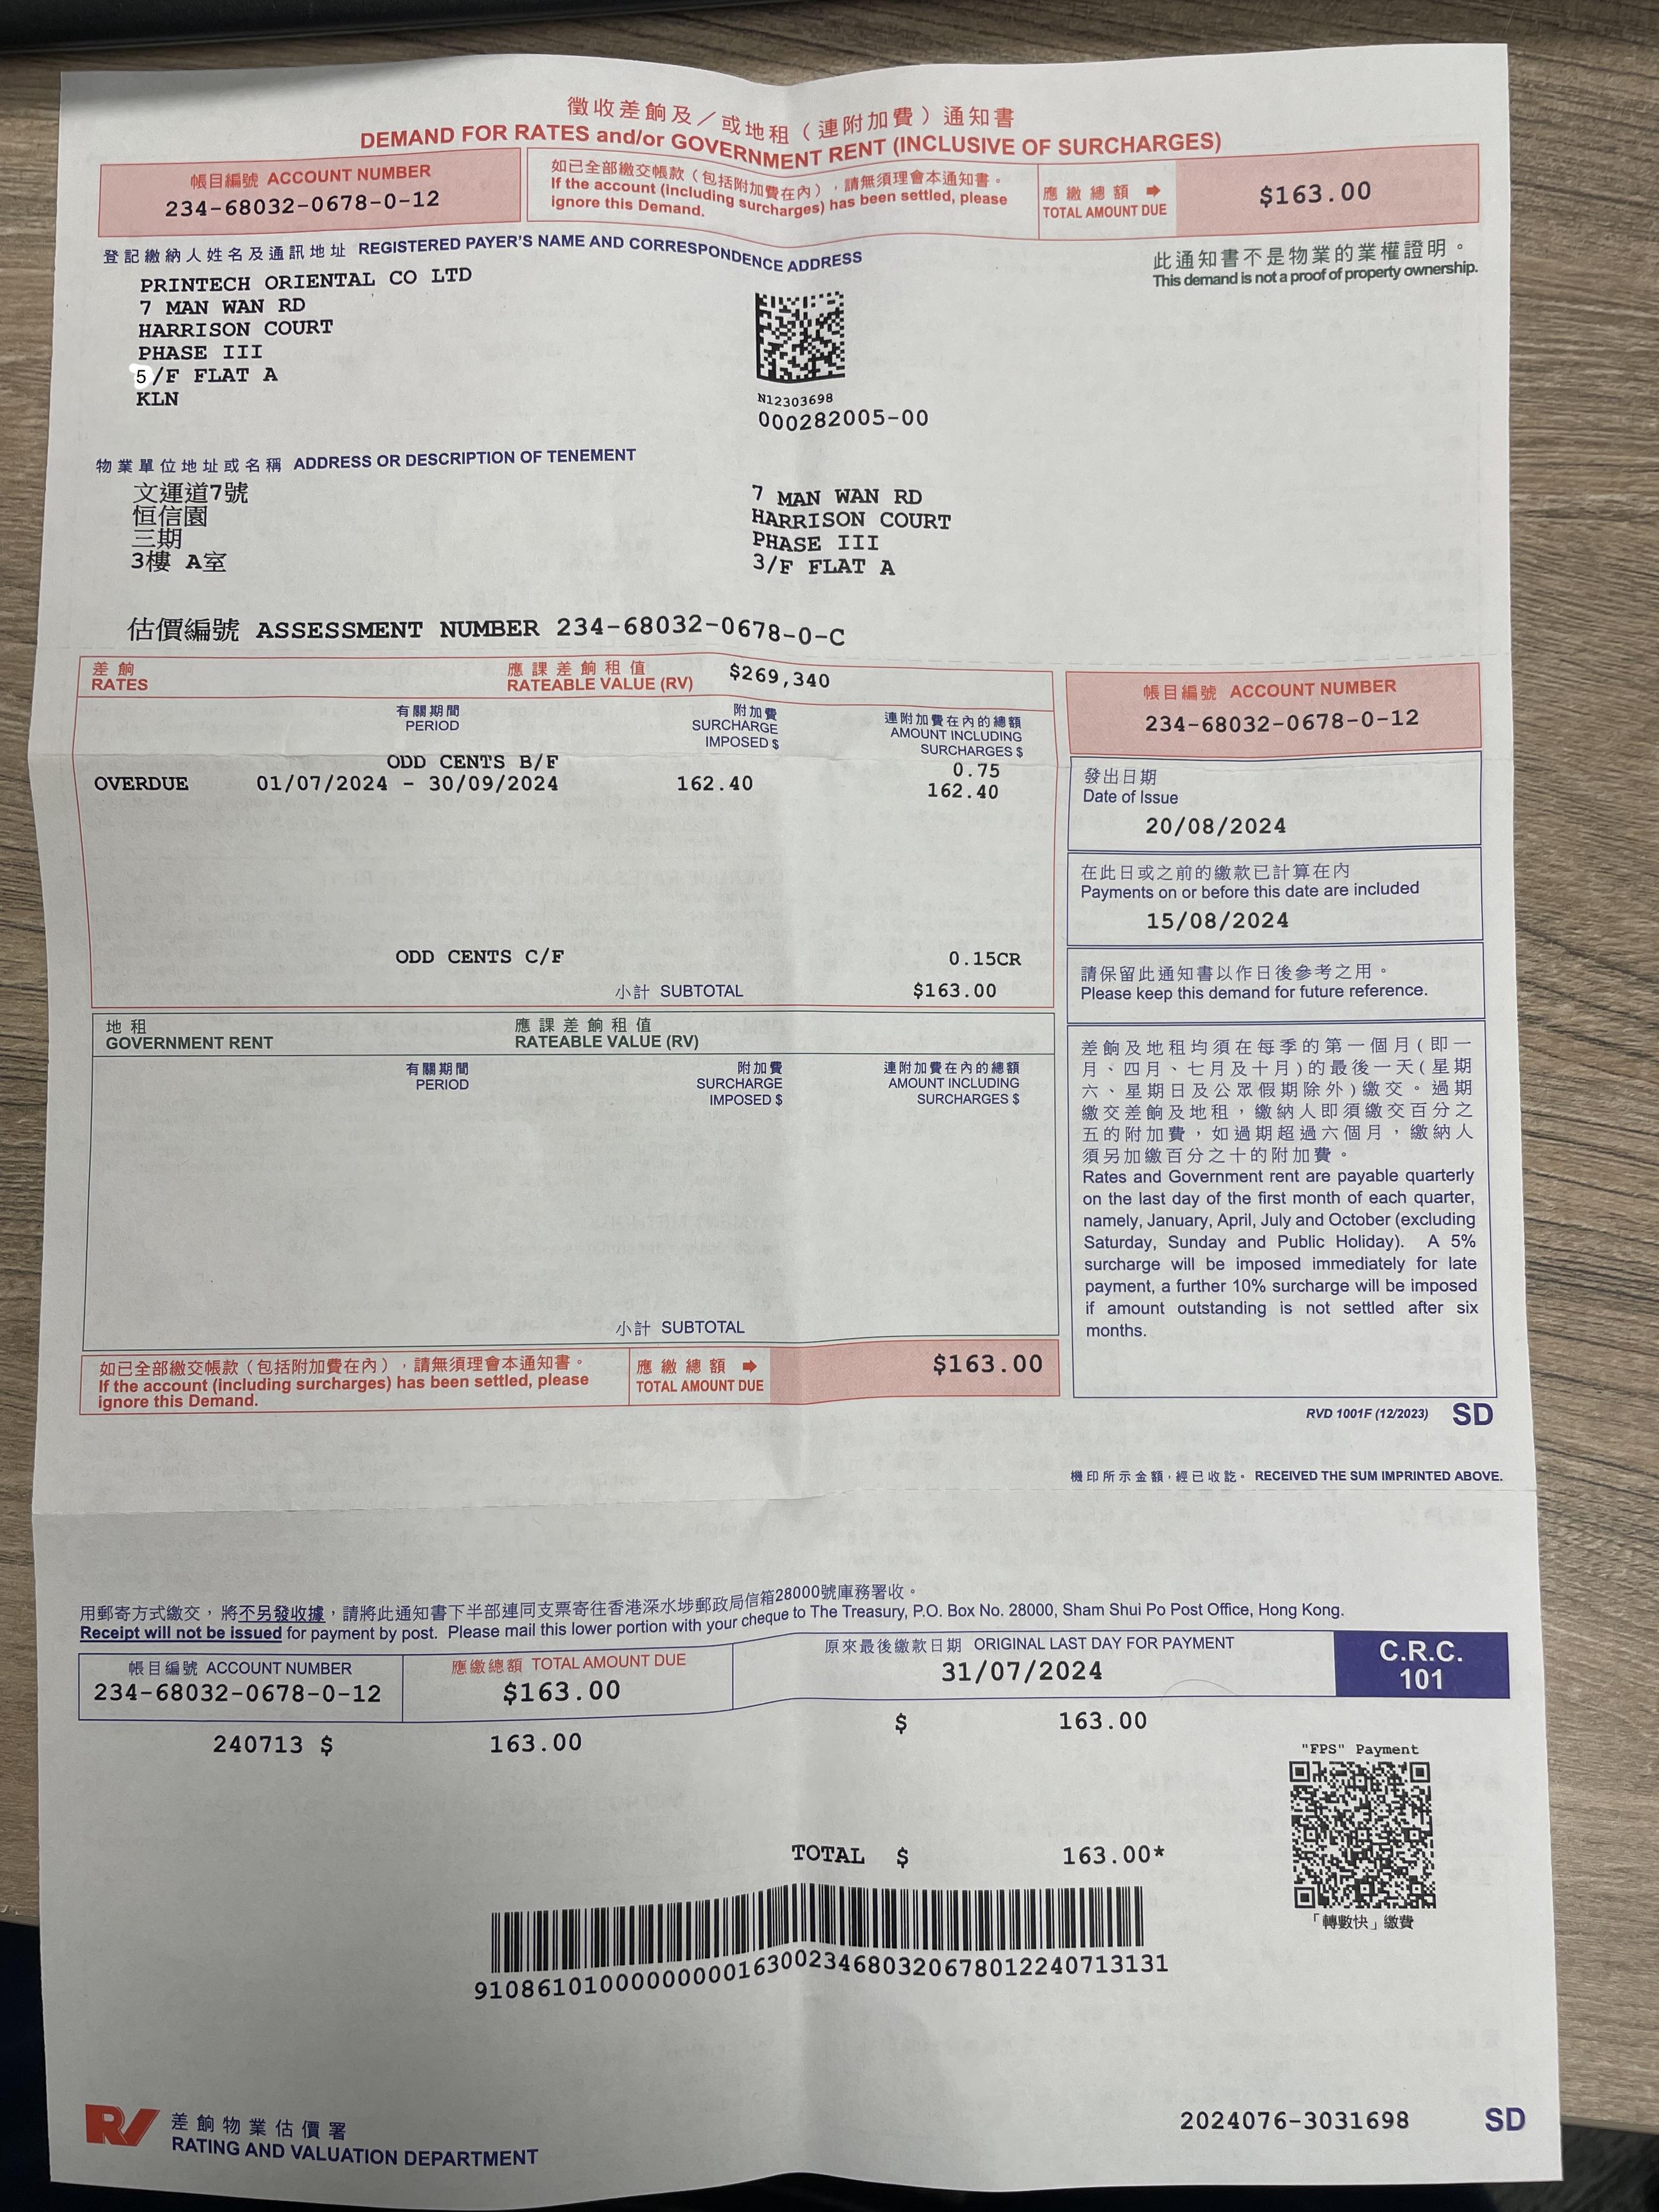 徵收差餉及／或地租（連附加費）通知書
DEMAND FOR RATES and/or GOVERNMENT RENT (INCLUSIVE OF SURCHARGES)
帳目編號 ACCOUNT NUMBER
234-68032-0678-0-12
如已全部繳交帳款（包括附加費在內），請無須理會本通知書。
If the account (including surcharges) has been settled, please
ignore this Demand.
應繳總額 ➡
TOTAL AMOUNT DUE
$163.00
登記繳納人姓名及通訊地址 REGISTERED PAYER'S NAME AND CORRESPONDENCE ADDRESS
此通知書不是物業的業權證明。
This demand is not a proof of property ownership.
PRINTECH ORIENTAL CO LTD
7 MAN WAN RD
HARRISON COURT
PHASE III
5/F FLAT A
KLN
N12303698
000282005-00
物業單位地址或名稱 ADDRESS OR DESCRIPTION OF TENEMENT
文運道7號
恒信園
三期
3樓 A室
7 MAN WAN RD
HARRISON COURT
PHASE III
3/F FLAT A
估價編號 ASSESSMENT NUMBER 234-68032-0678-0-C
差餉
RATES
應課差餉租值
RATEABLE VALUE (RV)
$269,340
有關期間
PERIOD
附加費
SURCHARGE
IMPOSED $
連附加費在內的總額
AMOUNT INCLUDING
SURCHARGES $
ODD CENTS B/F 0.75
OVERDUE 01/07/2024 - 30/09/2024 162.40 162.40
ODD CENTS C/F 0.15CR
小計 SUBTOTAL $163.00
地租
GOVERNMENT RENT
應課差餉租值
RATEABLE VALUE (RV)
有關期間
PERIOD
附加費
SURCHARGE
IMPOSED $
連附加費在內的總額
AMOUNT INCLUDING
SURCHARGES $
小計 SUBTOTAL
如已全部繳交帳款（包括附加費在內），請無須理會本通知書。
If the account (including surcharges) has been settled, please
ignore this Demand.
應繳總額 ➡
TOTAL AMOUNT DUE
$163.00
帳目編號 ACCOUNT NUMBER
234-68032-0678-0-12
發出日期
Date of Issue
20/08/2024
在此日或之前的繳款已計算在內
Payments on or before this date are included
15/08/2024
請保留此通知書以作日後參考之用。
Please keep this demand for future reference.
差餉及地租均須在每季的第一個月(即一
月、四月、七月及十月)的最後一天(星期
六、星期日及公眾假期除外)繳交。過期
繳交差餉及地租，繳納人即須繳交百分之
五的附加費，如過期超過六個月，繳納人
須另加繳百分之十的附加費。
Rates and Government rent are payable quarterly
on the last day of the first month of each quarter,
namely, January, April, July and October (excluding
Saturday, Sunday and Public Holiday). A 5%
surcharge will be imposed immediately for late
payment, a further 10% surcharge will be imposed
if amount outstanding is not settled after six
months.
RVD 1001F (12/2023) SD
機印所示金額，經已收訖。 RECEIVED THE SUM IMPRINTED ABOVE.
用郵寄方式繳交，將不另發收據，請將此通知書下半部連同支票寄往香港深水埗郵政局信箱28000號庫務署收。
Receipt will not be issued for payment by post. Please mail this lower portion with your cheque to The Treasury, P.O. Box No. 28000, Sham Shui Po Post Office, Hong Kong.
帳目編號 ACCOUNT NUMBER
234-68032-0678-0-12
應繳總額 TOTAL AMOUNT DUE
$163.00
原來最後繳款日期 ORIGINAL LAST DAY FOR PAYMENT
31/07/2024
C.R.C.
101
240713 $ 163.00
$ 163.00
"FPS" Payment
「轉數快」繳費
TOTAL $ 163.00*
910861010000000000163002346803206780122407​13131
RV 差餉物業估價署
RATING AND VALUATION DEPARTMENT
2024076-3031698 SD